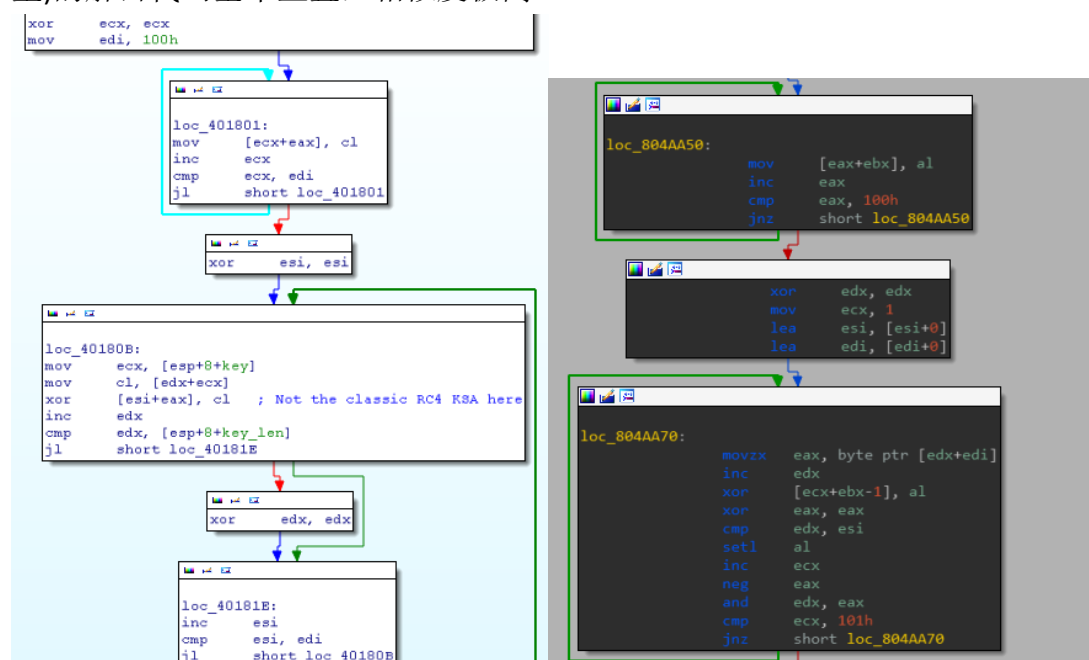 xor ecx, ecx
mov edi, 100h
loc_401801:
mov [ecx+eax], cl
inc ecx
cmp ecx, edi
jl short loc_401801
xor esi, esi
loc_40180B:
mov ecx, [esp+8+key]
mov cl, [edx+ecx]
xor [esi+eax], cl ; Not the classic RC4 KSA here
inc edx
cmp edx, [esp+8+key_len]
jl short loc_40181E
xor edx, edx
loc_40181E:
inc esi
cmp esi, edi
jl short loc_40180B
loc_804AA50:
mov [eax+ebx], al
inc eax
cmp eax, 100h
jnz short loc_804AA50
xor edx, edx
mov ecx, 1
lea esi, [esi+0]
lea edi, [edi+0]
loc_804AA70:
movzx eax, byte ptr [edx+edi]
inc edx
xor [ecx+ebx-1], al
xor eax, eax
cmp edx, esi
setl al
inc ecx
neg eax
and edx, eax
cmp ecx, 101h
jnz short loc_804AA70